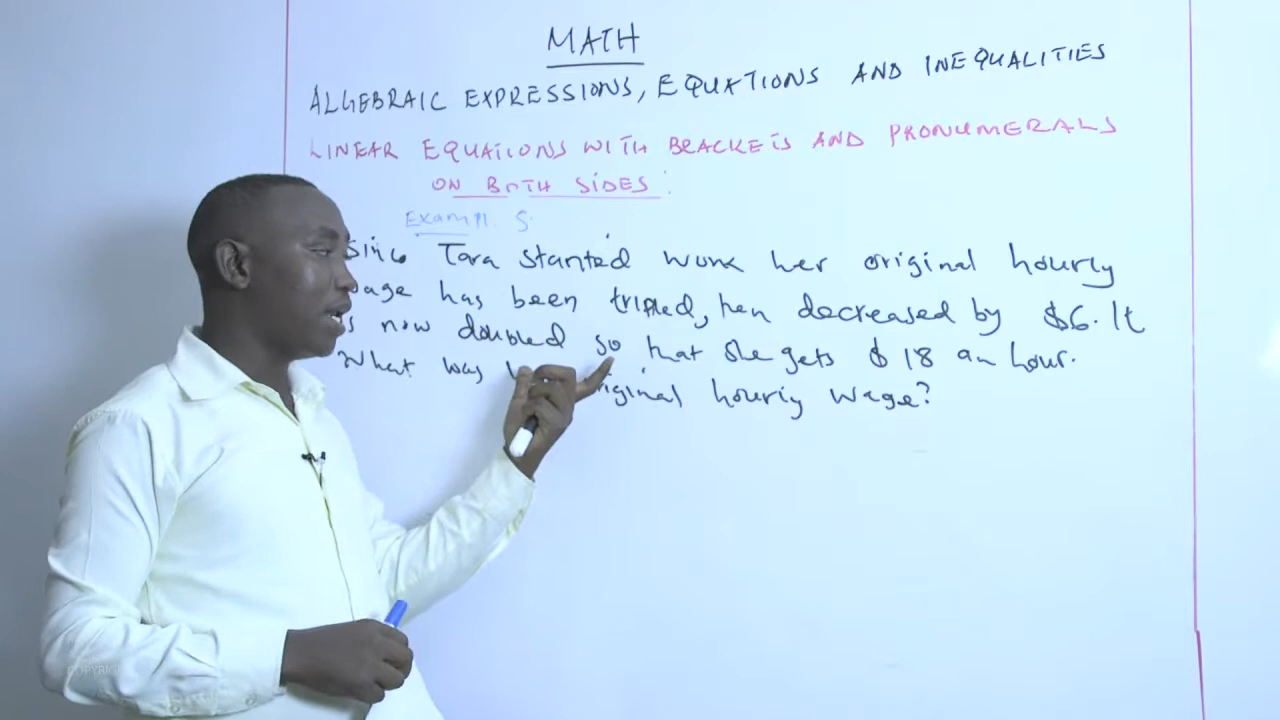 MATH
ALGEBRAIC EXPRESSIONS, EQUATIONS AND INEQUALITIES
LINEAR EQUATIONS WITH BRACKETS AND PRONUMERALS
ON BOTH SIDES:
Tara started work her original hourly
has been tripled, hen decreased by $6. It
now doubled so that she gets $18 an hour.
What was original hourly wage?